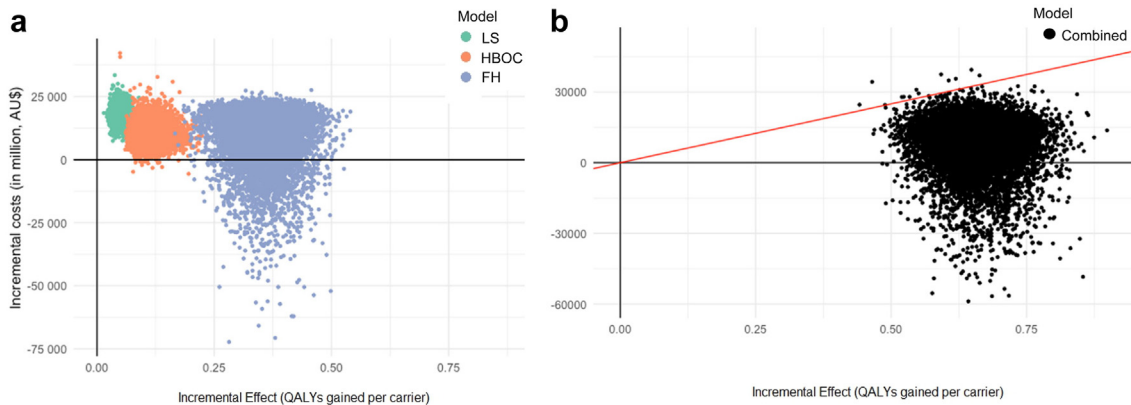 a
Model
LS
HBOC
FH
Incremental costs (in million, AU$)
25 000
0
-25 000
-50 000
-75 000
0.00 0.25 0.50 0.75
Incremental Effect (QALYs gained per carrier)
b
Model
Combined
30000
0
-30000
-60000
0.00 0.25 0.50 0.75
Incremental Effect (QALYs gained per carrier)